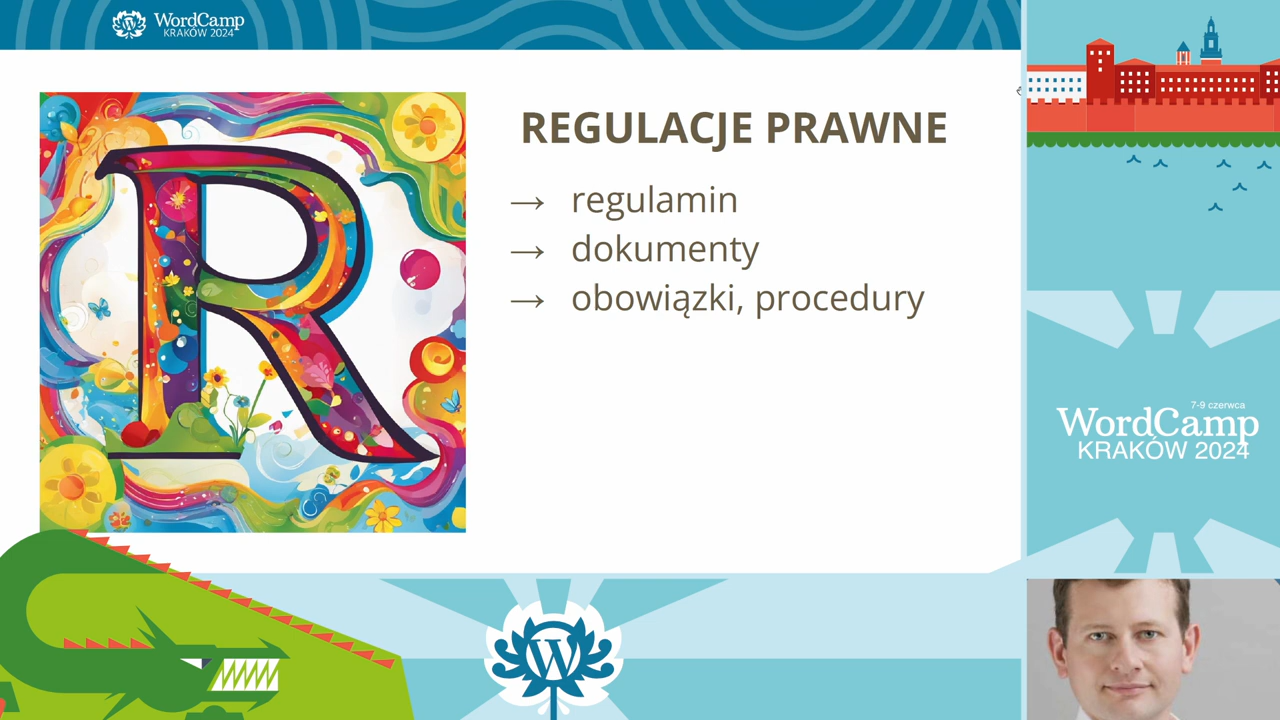 WordCamp
KRAKÓW 2024
R
REGULACJE PRAWNE
→ regulamin
→ dokumenty
→ obowiązki, procedury
7-9 czerwca
WordCamp
KRAKÓW 2024
W